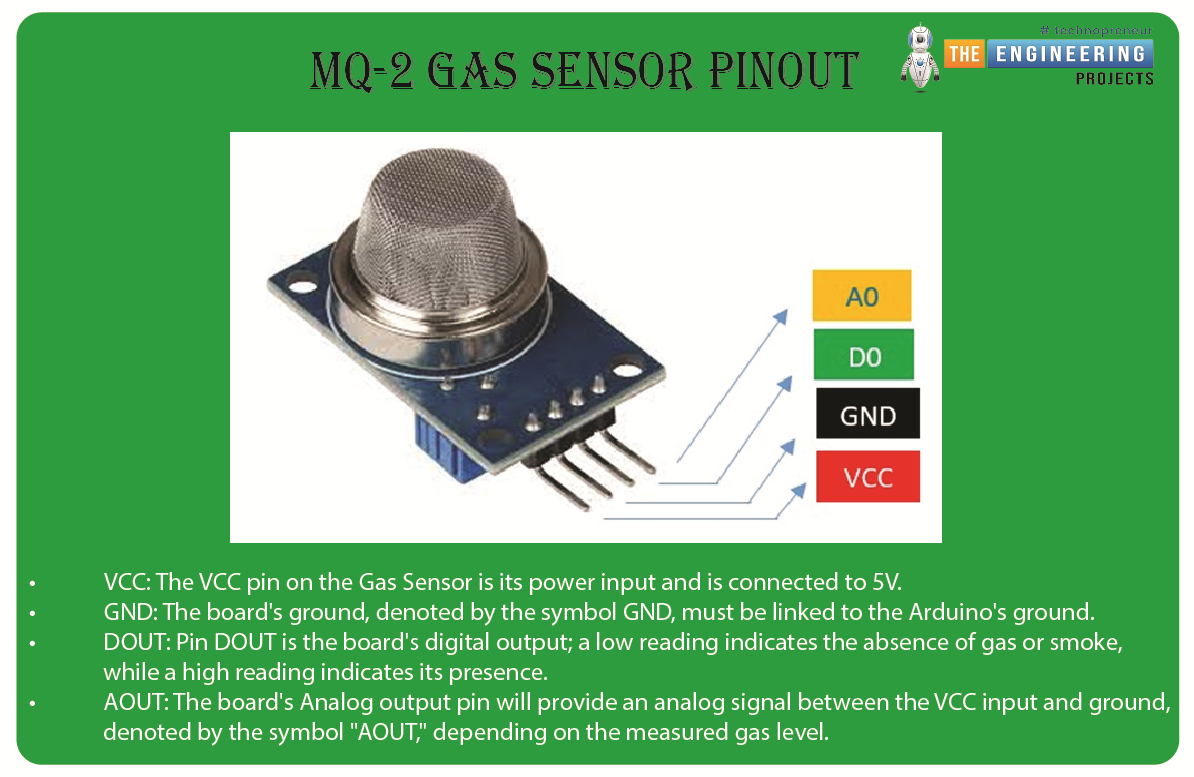 # technopreneur
MQ-2 GAS SENSOR PINOUT
THE ENGINEERING
PROJECTS
A0
D0
GND
VCC
• VCC: The VCC pin on the Gas Sensor is its power input and is connected to 5V.
• GND: The board's ground, denoted by the symbol GND, must be linked to the Arduino's ground.
• DOUT: Pin DOUT is the board's digital output; a low reading indicates the absence of gas or smoke,
while a high reading indicates its presence.
• AOUT: The board's Analog output pin will provide an analog signal between the VCC input and ground,
denoted by the symbol "AOUT," depending on the measured gas level.